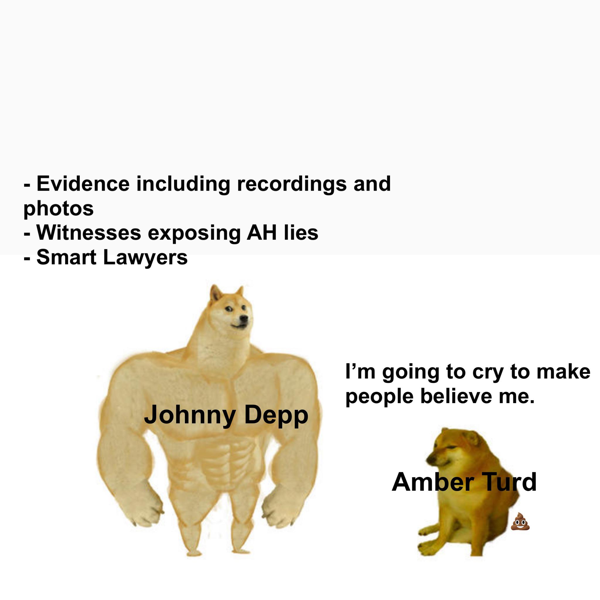 - Evidence including recordings and
photos
- Witnesses exposing AH lies
- Smart Lawyers
I’m going to cry to make
people believe me.
Johnny Depp
Amber Turd